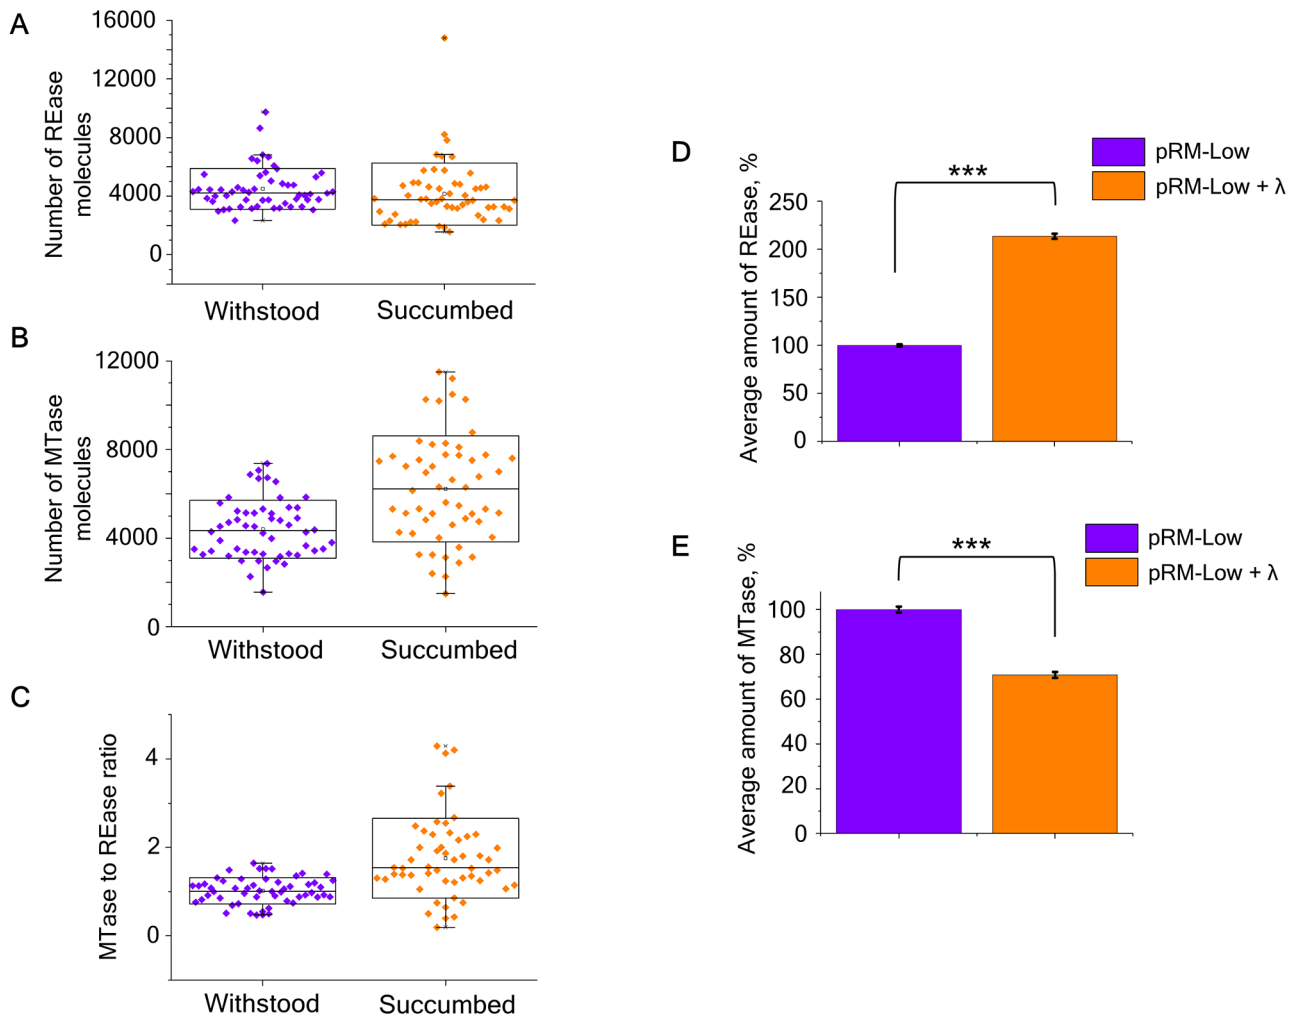 A
Number of REase
molecules
16000
12000
8000
4000
0
Withstood
Succumbed
B
Number of MTase
molecules
12000
8000
4000
0
Withstood
Succumbed
C
MTase to REase ratio
4
2
0
Withstood
Succumbed
D
pRM-Low
pRM-Low + λ
***
Average amount of REase, %
250
200
150
100
50
0
E
pRM-Low
pRM-Low + λ
***
Average amount of MTase, %
100
80
60
40
20
0